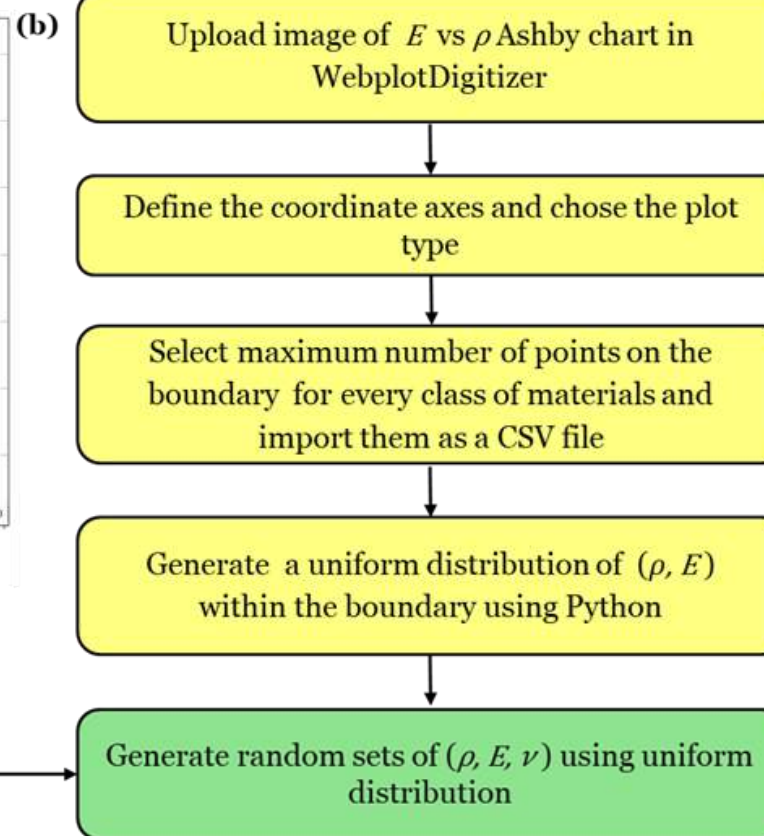 (b)
Upload image of E vs ρ Ashby chart in
WebplotDigitizer
Define the coordinate axes and chose the plot
type
Select maximum number of points on the
boundary for every class of materials and
import them as a CSV file
Generate a uniform distribution of (ρ, E)
within the boundary using Python
Generate random sets of (ρ, E, ν) using uniform
distribution